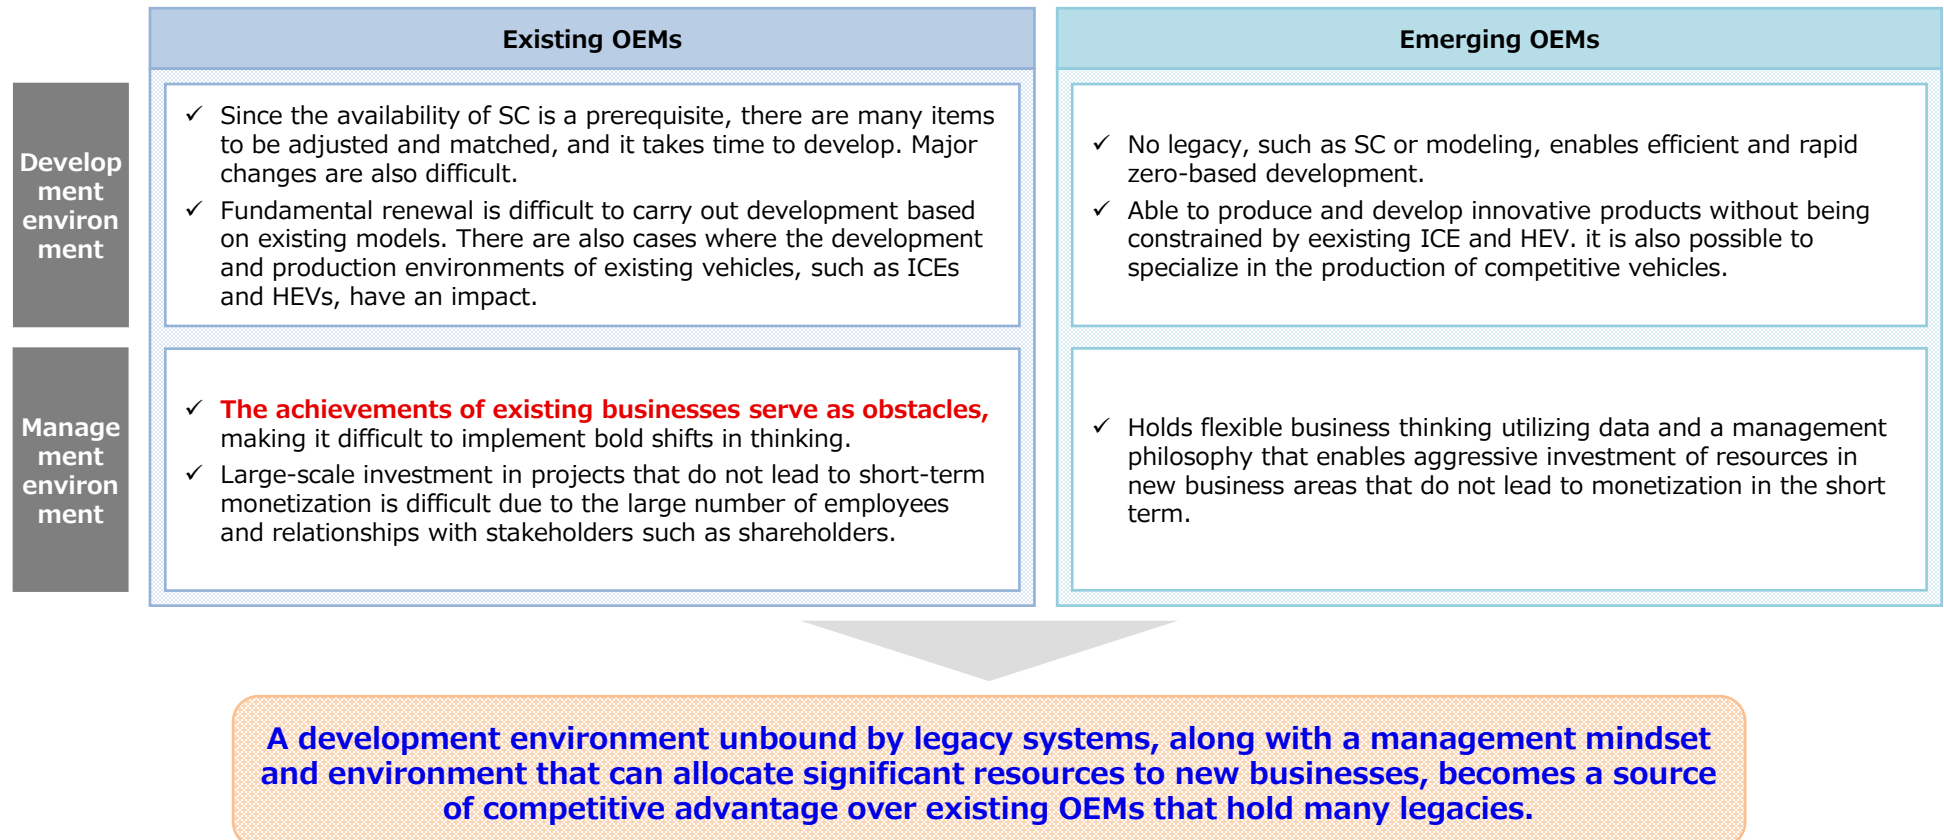 Existing OEMs
Emerging OEMs
Develop
ment
environ
ment
✓ Since the availability of SC is a prerequisite, there are many items
to be adjusted and matched, and it takes time to develop. Major
changes are also difficult.
✓ Fundamental renewal is difficult to carry out development based
on existing models. There are also cases where the development
and production environments of existing vehicles, such as ICEs
and HEVs, have an impact.
✓ No legacy, such as SC or modeling, enables efficient and rapid
zero-based development.
✓ Able to produce and develop innovative products without being
constrained by eexisting ICE and HEV. it is also possible to
specialize in the production of competitive vehicles.
Manage
ment
environ
ment
✓ The achievements of existing businesses serve as obstacles,
making it difficult to implement bold shifts in thinking.
✓ Large-scale investment in projects that do not lead to short-term
monetization is difficult due to the large number of employees
and relationships with stakeholders such as shareholders.
✓ Holds flexible business thinking utilizing data and a management
philosophy that enables aggressive investment of resources in
new business areas that do not lead to monetization in the short
term.
A development environment unbound by legacy systems, along with a management mindset
and environment that can allocate significant resources to new businesses, becomes a source
of competitive advantage over existing OEMs that hold many legacies.